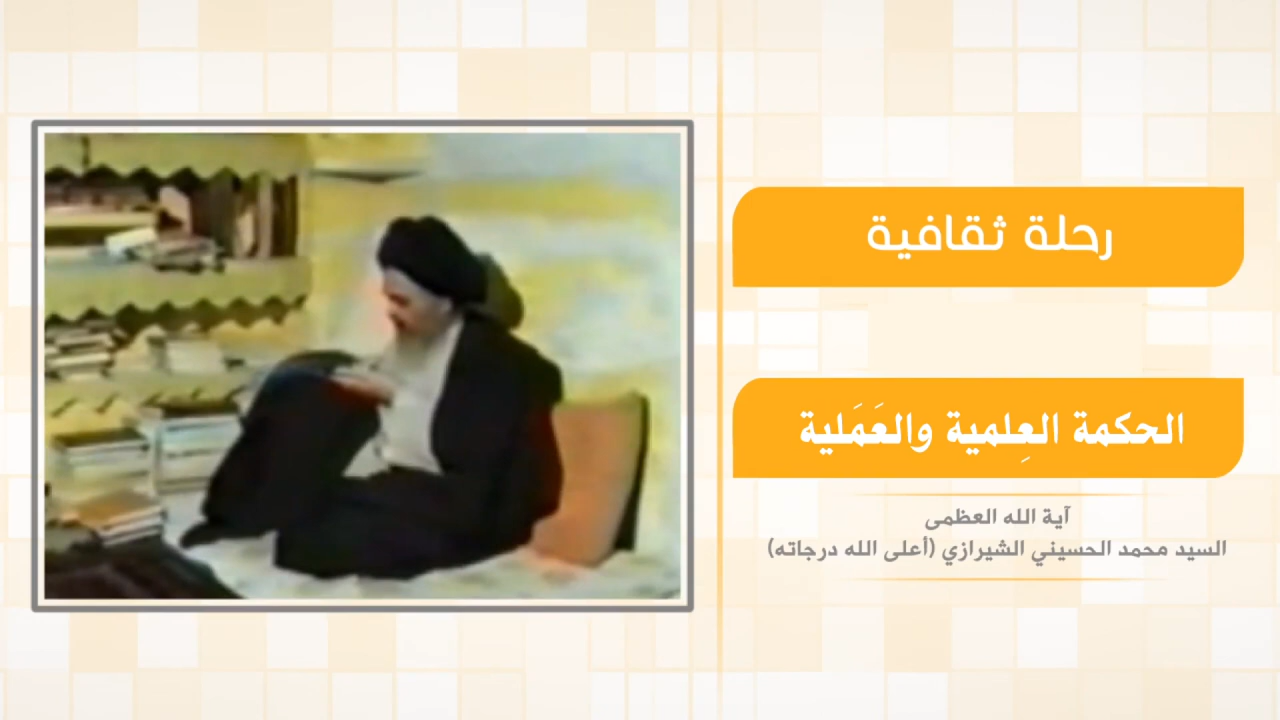 رحلة ثقافية
الحكمة العِلمية والعَمَلية
آية الله العظمى
السيد محمد الحسيني الشيرازي (أعلى الله درجاته)